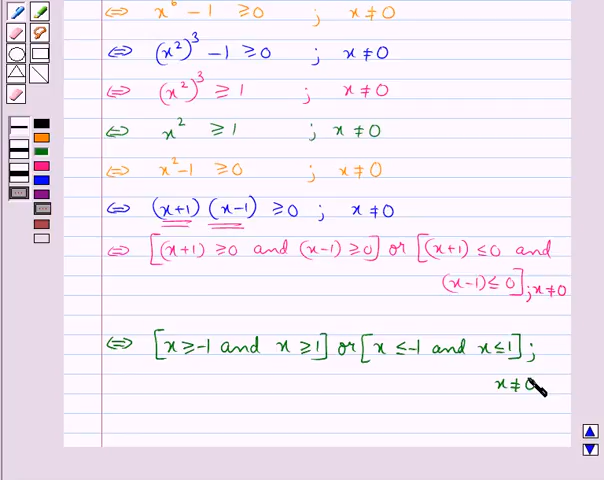 ⇔ x⁶ - 1 ≥ 0 ; x ≠ 0
⇔ (x²)³ - 1 ≥ 0 ; x ≠ 0
⇔ (x²)³ ≥ 1 ; x ≠ 0
⇔ x² ≥ 1 ; x ≠ 0
⇔ x² - 1 ≥ 0 ; x ≠ 0
⇔ (x+1) (x-1) ≥ 0 ; x ≠ 0
⇔ [(x+1) ≥ 0 and (x-1) ≥ 0] or [(x+1) ≤ 0 and
(x-1) ≤ 0] ; x ≠ 0
⇔ [x ≥ -1 and x ≥ 1] or [x ≤ -1 and x ≤ 1] ;
x ≠ 0